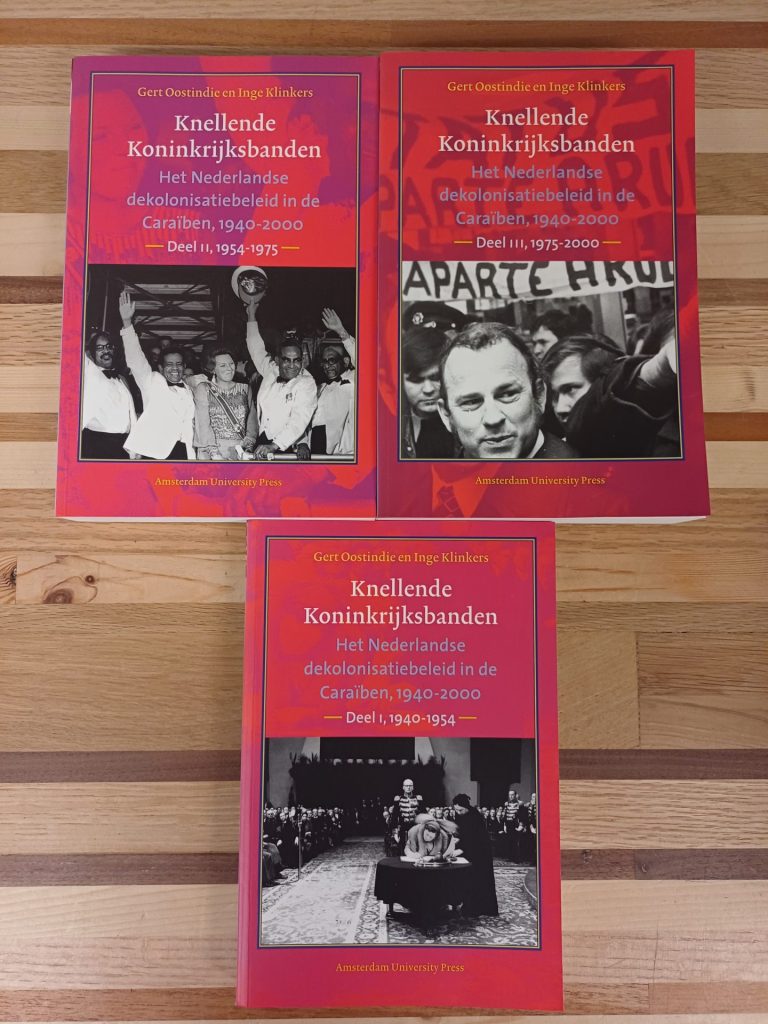 Gert Oostindie en Inge Klinkers
Knellende
Koninkrijksbanden
Het Nederlandse
dekolonisatiebeleid in de
Caraïben, 1940-2000
Deel II, 1954-1975
Amsterdam University Press
Gert Oostindie en Inge Klinkers
Knellende
Koninkrijksbanden
Het Nederlandse
dekolonisatiebeleid in de
Caraïben, 1940-2000
Deel III, 1975-2000
APARTE
Amsterdam University Press
Gert Oostindie en Inge Klinkers
Knellende
Koninkrijksbanden
Het Nederlandse
dekolonisatiebeleid in de
Caraïben, 1940-2000
Deel I, 1940-1954
Amsterdam University Press